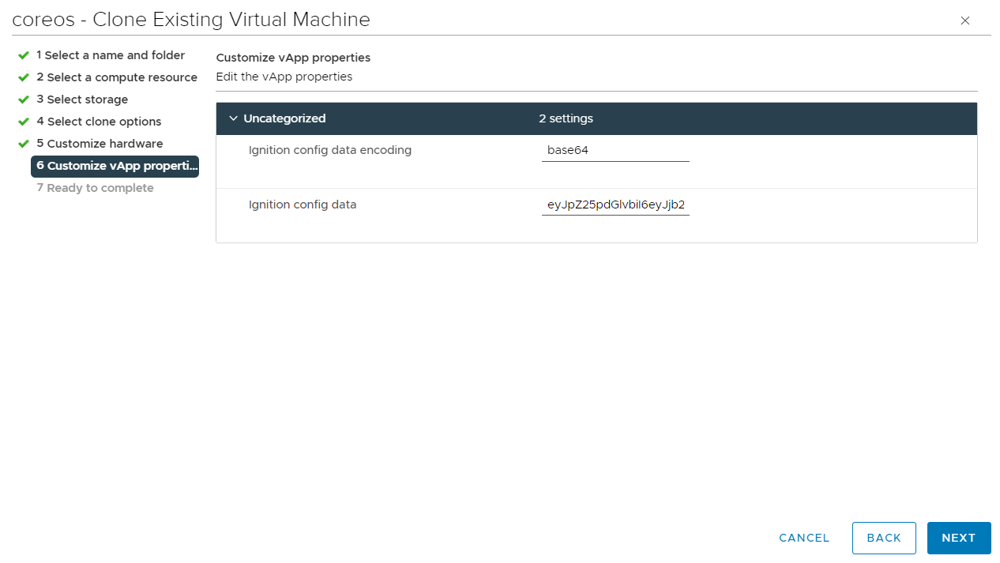 coreos - Clone Existing Virtual Machine
1 Select a name and folder
2 Select a compute resource
3 Select storage
4 Select clone options
5 Customize hardware
6 Customize vApp properti...
7 Ready to complete
Customize vApp properties
Edit the vApp properties
Uncategorized 2 settings
Ignition config data encoding base64
Ignition config data eyJpZ25pdGlvbiI6eyJjb2
CANCEL BACK NEXT